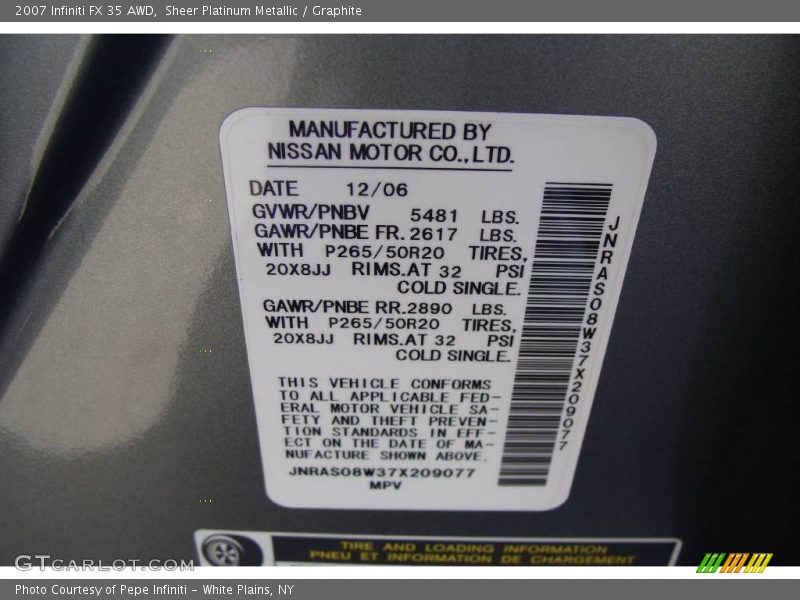 2007 Infiniti FX 35 AWD, Sheer Platinum Metallic / Graphite
MANUFACTURED BY
NISSAN MOTOR CO.,LTD.
DATE 12/06
GVWR/PNBV 5481 LBS.
GAWR/PNBE FR. 2617 LBS.
WITH P265/50R20 TIRES,
20X8JJ RIMS.AT 32 PSI
COLD SINGLE.
GAWR/PNBE RR.2890 LBS.
WITH P265/50R20 TIRES,
20X8JJ RIMS.AT 32 PSI
COLD SINGLE.
THIS VEHICLE CONFORMS
TO ALL APPLICABLE FED-
ERAL MOTOR VEHICLE SA-
FETY AND THEFT PREVEN-
TION STANDARDS IN EFF-
ECT ON THE DATE OF MA-
NUFACTURE SHOWN ABOVE.
JNRAS08W37X209077
MPV
JNRAS08W37X209077
TIRE AND LOADING INFORMATION
PNEU ET INFORMATION DE CHARGEMENT
GTCARLOT.COM
Photo Courtesy of Pepe Infiniti - White Plains, NY